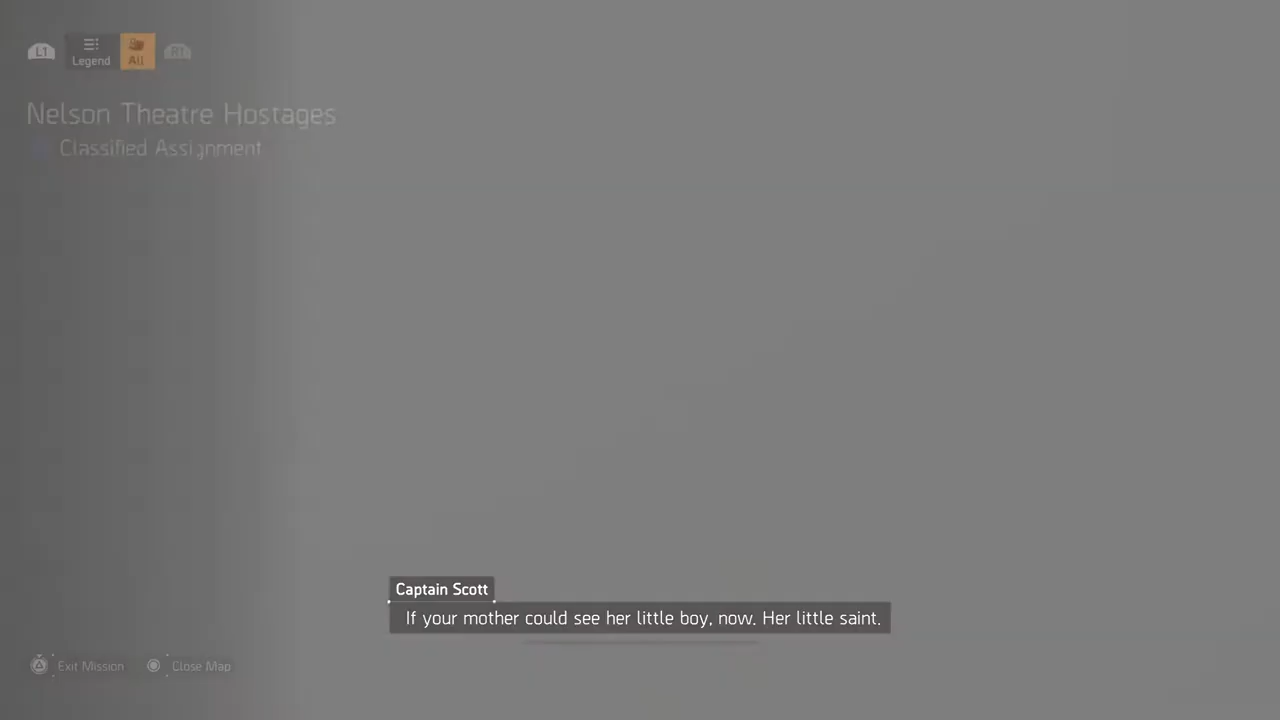 L1
Legend
All
R1
Nelson Theatre Hostages
Classified Assignment
Captain Scott
If your mother could see her little boy, now. Her little saint.
Exit Mission
Close Map